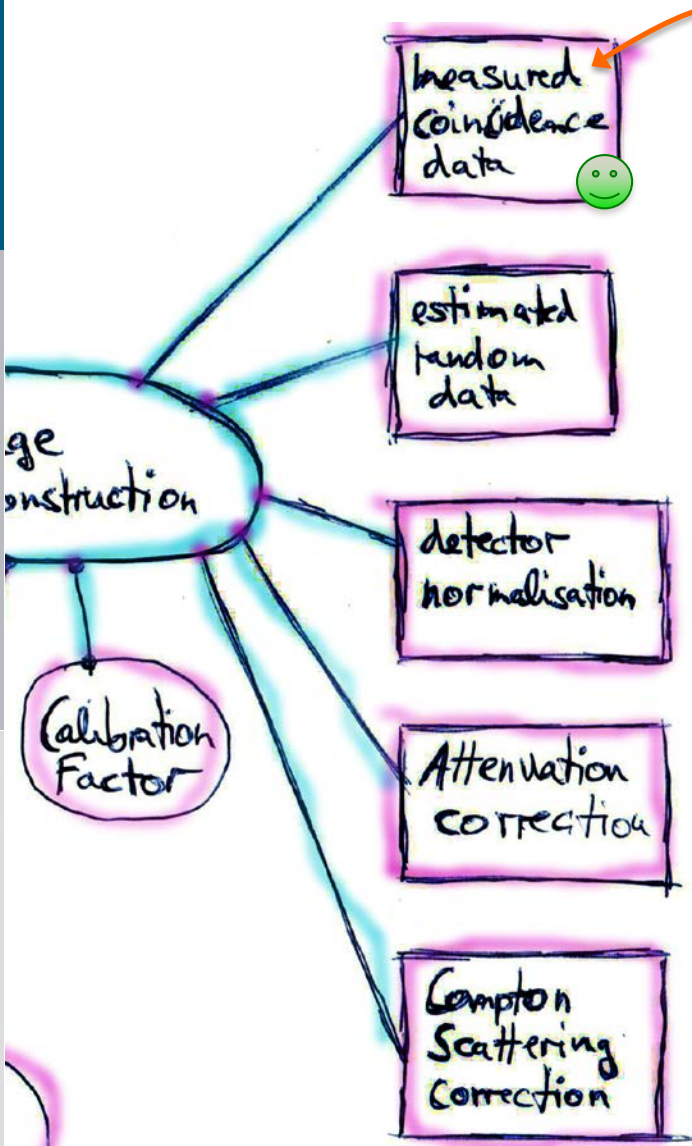 measured
coincidence
data
estimated
random
data
ge
onstruction
detector
normalisation
Calibration
Factor
Attenuation
correction
Compton
Scattering
Correction